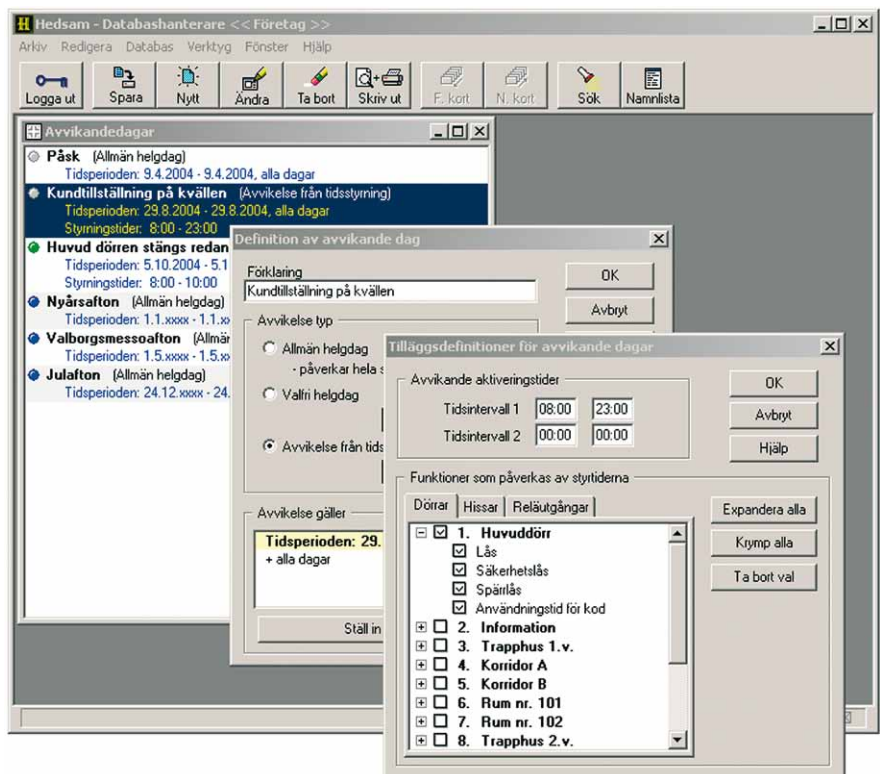 Hedsam - Databashanterare << Företag >>
Arkiv Redigera Databas Verktyg Fönster Hjälp
Logga ut Spara Nytt Ändra Ta bort Skriv ut F. kort N. kort Sök Namnlista
Avvikandedagar
Påsk (Allmän helgdag)
Tidsperioden: 9.4.2004 - 9.4.2004, alla dagar
Kundtillställning på kvällen (Avvikelse från tidsstyrning)
Tidsperioden: 29.8.2004 - 29.8.2004, alla dagar
Styrningstider: 8:00 - 23:00
Huvud dörren stängs redan
Tidsperioden: 5.10.2004 - 5.1
Styrningstider: 8:00 - 10:00
Nyårsafton (Allmän helgdag)
Tidsperioden: 1.1.xxxx - 1.1.x
Valborgsmessoafton (Allmär
Tidsperioden: 1.5.xxxx - 1.5.x
Julafton (Allmän helgdag)
Tidsperioden: 24.12.xxxx - 24.
Definition av avvikande dag
Förklaring
Kundtillställning på kvällen
OK
Avbryt
Avvikelse typ
Allmän helgdag
- påverkar hela s
Valfri helgdag
Avvikelse från tids
Avvikelse gäller
Tidsperioden: 29.
+ alla dagar
Ställ in
Tilläggsdefinitioner för avvikande dagar
Avvikande aktiveringstider
Tidsintervall 1 08:00 23:00
Tidsintervall 2 00:00 00:00
OK
Avbryt
Hjälp
Funktioner som påverkas av styrtiderna
Dörrar Hissar Reläutgångar
1. Huvuddörr
Lås
Säkerhetslås
Spärrlås
Användningstid för kod
2. Information
3. Trapphus 1.v.
4. Korridor A
5. Korridor B
6. Rum nr. 101
7. Rum nr. 102
8. Trapphus 2.v.
Expandera alla
Krymp alla
Ta bort val